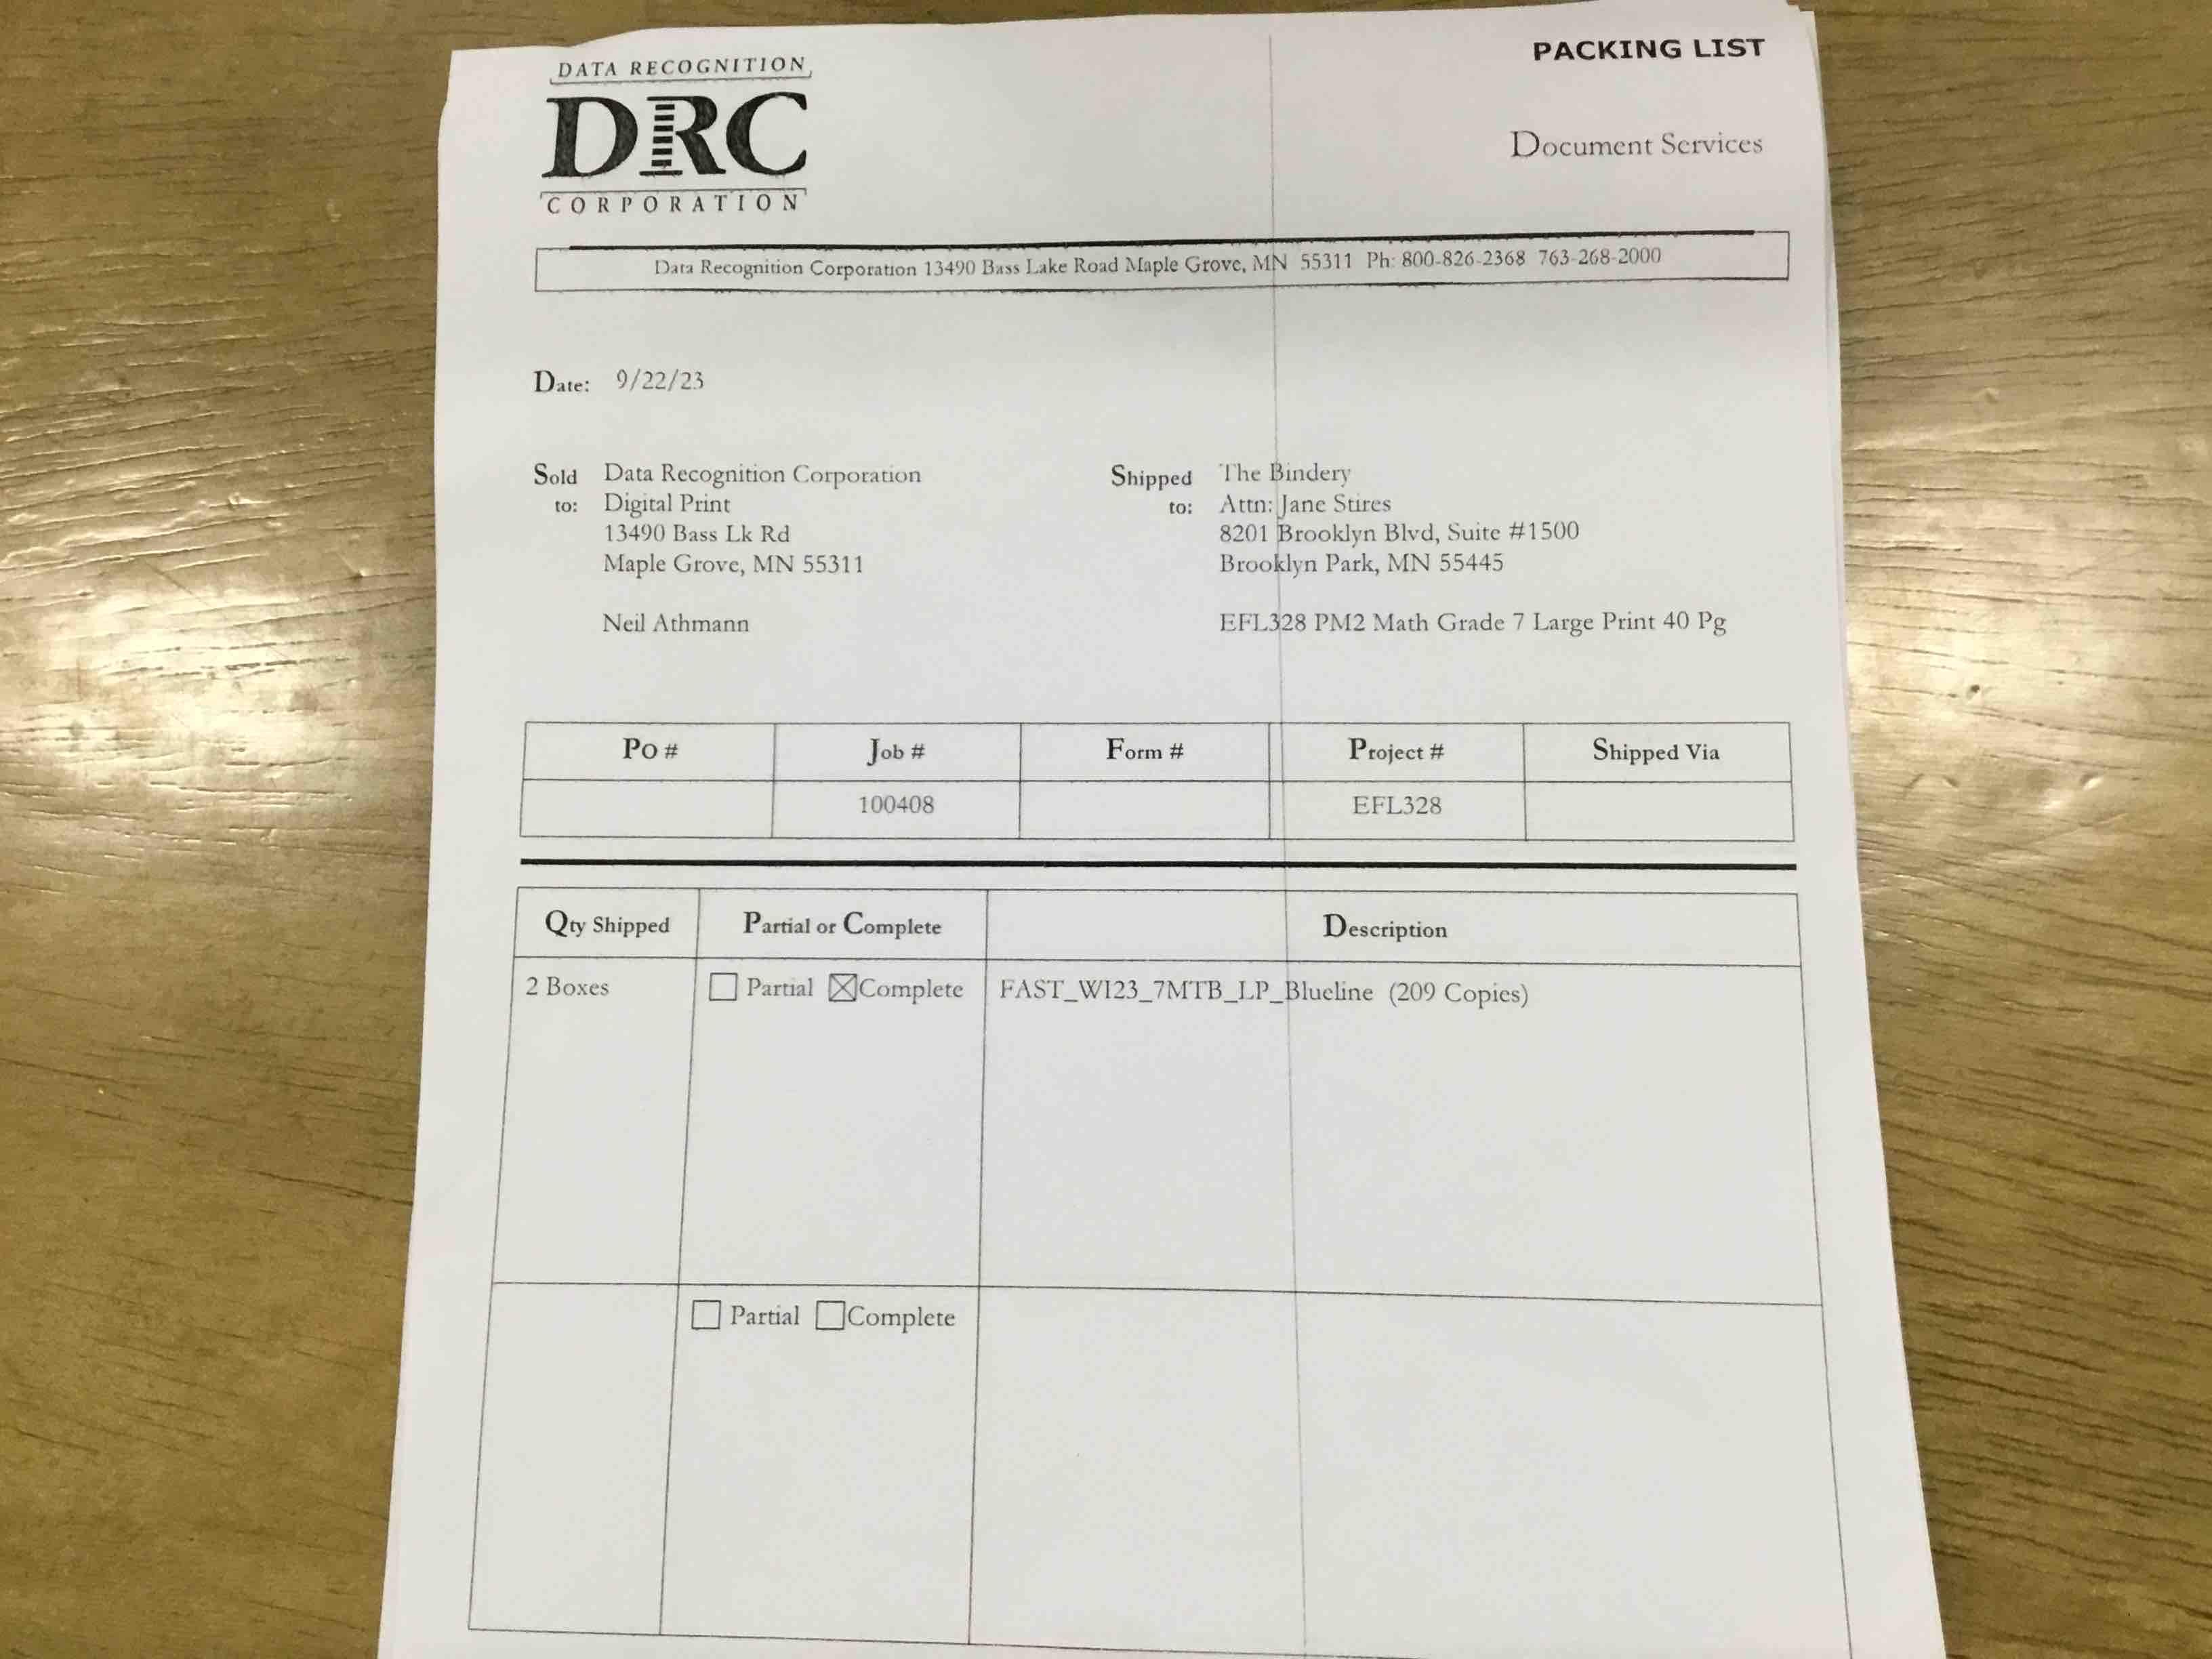 PACKING LIST
DATA RECOGNITION
DRC
CORPORATION
Document Services
Data Recognition Corporation 13490 Bass Lake Road Maple Grove, MN 55311 Ph: 800-826-2368 763-268-2000
Date: 9/22/23
Sold to: Data Recognition Corporation
Digital Print
13490 Bass Lk Rd
Maple Grove, MN 55311
Neil Athmann
Shipped to: The Bindery
Attn: Jane Stires
8201 Brooklyn Blvd, Suite #1500
Brooklyn Park, MN 55445
EFL328 PM2 Math Grade 7 Large Print 40 Pg
PO # Job # Form # Project # Shipped Via
100408 EFL328
Qty Shipped Partial or Complete Description
2 Boxes ☐ Partial ☒ Complete FAST_WI23_7MTB_LP_Blueline (209 Copies)
☐ Partial ☐ Complete